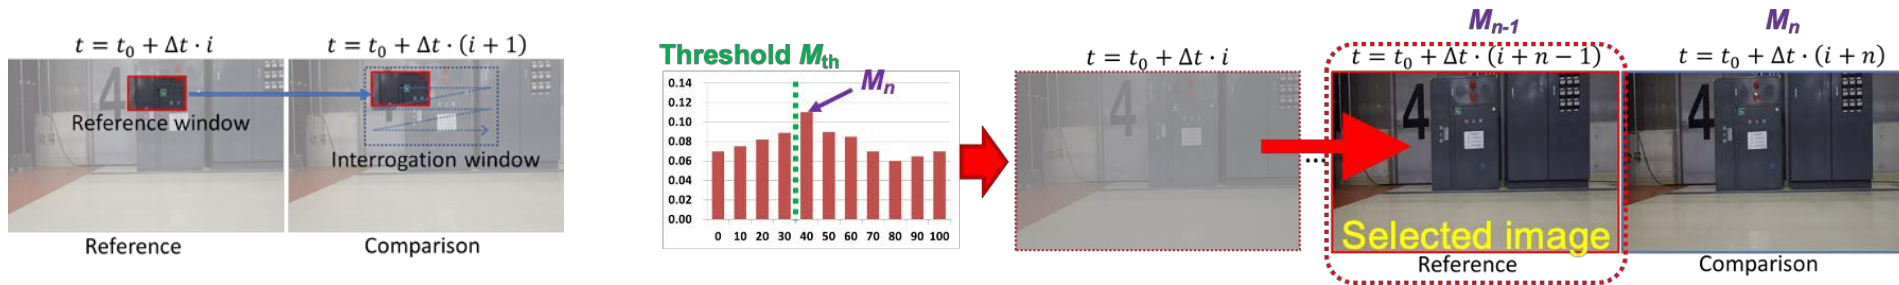 t = t₀ + Δt · i
t = t₀ + Δt · (i + 1)
Reference window
Interrogation window
Reference
Comparison
Threshold Mth
Mn
0.14
0.12
0.10
0.08
0.06
0.04
0.02
0.00
0 10 20 30 40 50 60 70 80 90 100
t = t₀ + Δt · i
...
Mn-1
t = t₀ + Δt · (i + n − 1)
4
Selected image
Reference
Mn
t = t₀ + Δt · (i + n)
4
Comparison